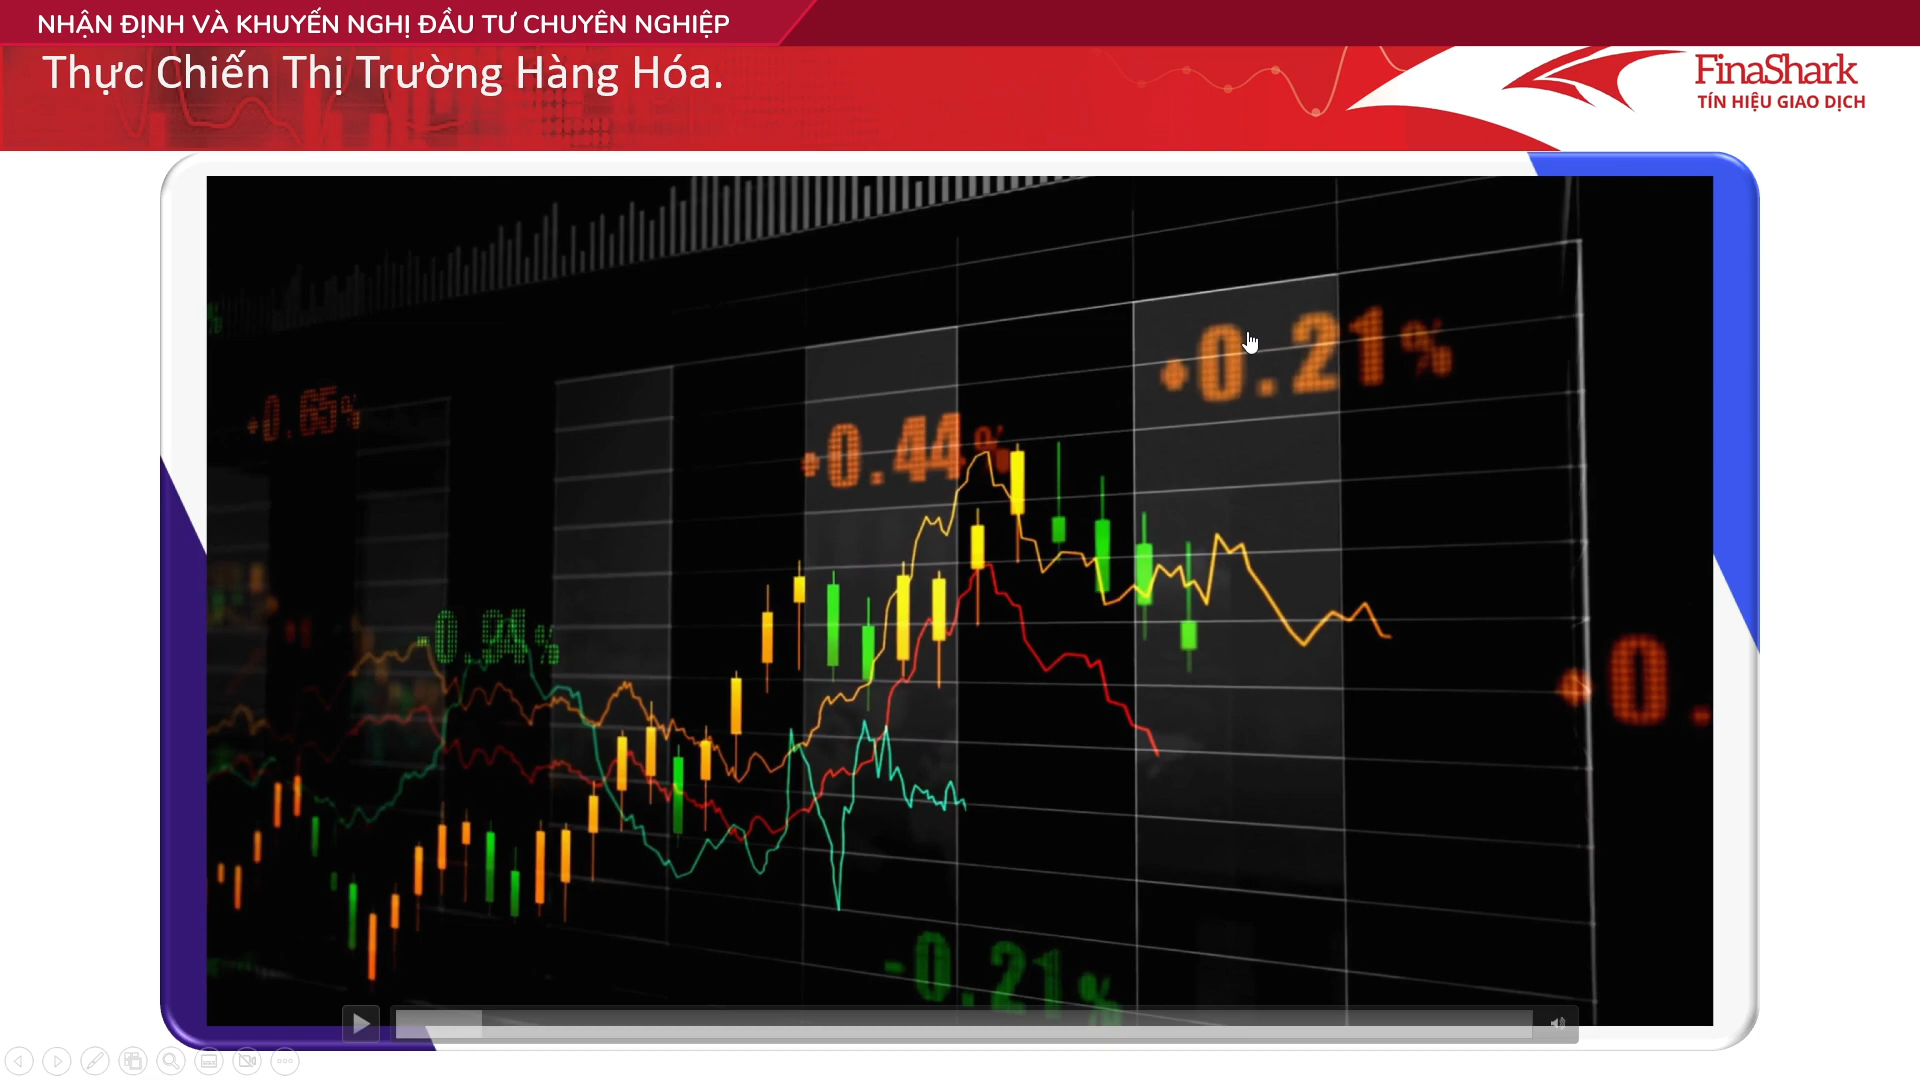 NHẬN ĐỊNH VÀ KHUYẾN NGHỊ ĐẦU TƯ CHUYÊN NGHIỆP
Thực Chiến Thị Trường Hàng Hóa.
FinaShark
TÍN HIỆU GIAO DỊCH
+0.21%
+0.65%
+0.44%
-0.94%
+0.
-0.21%